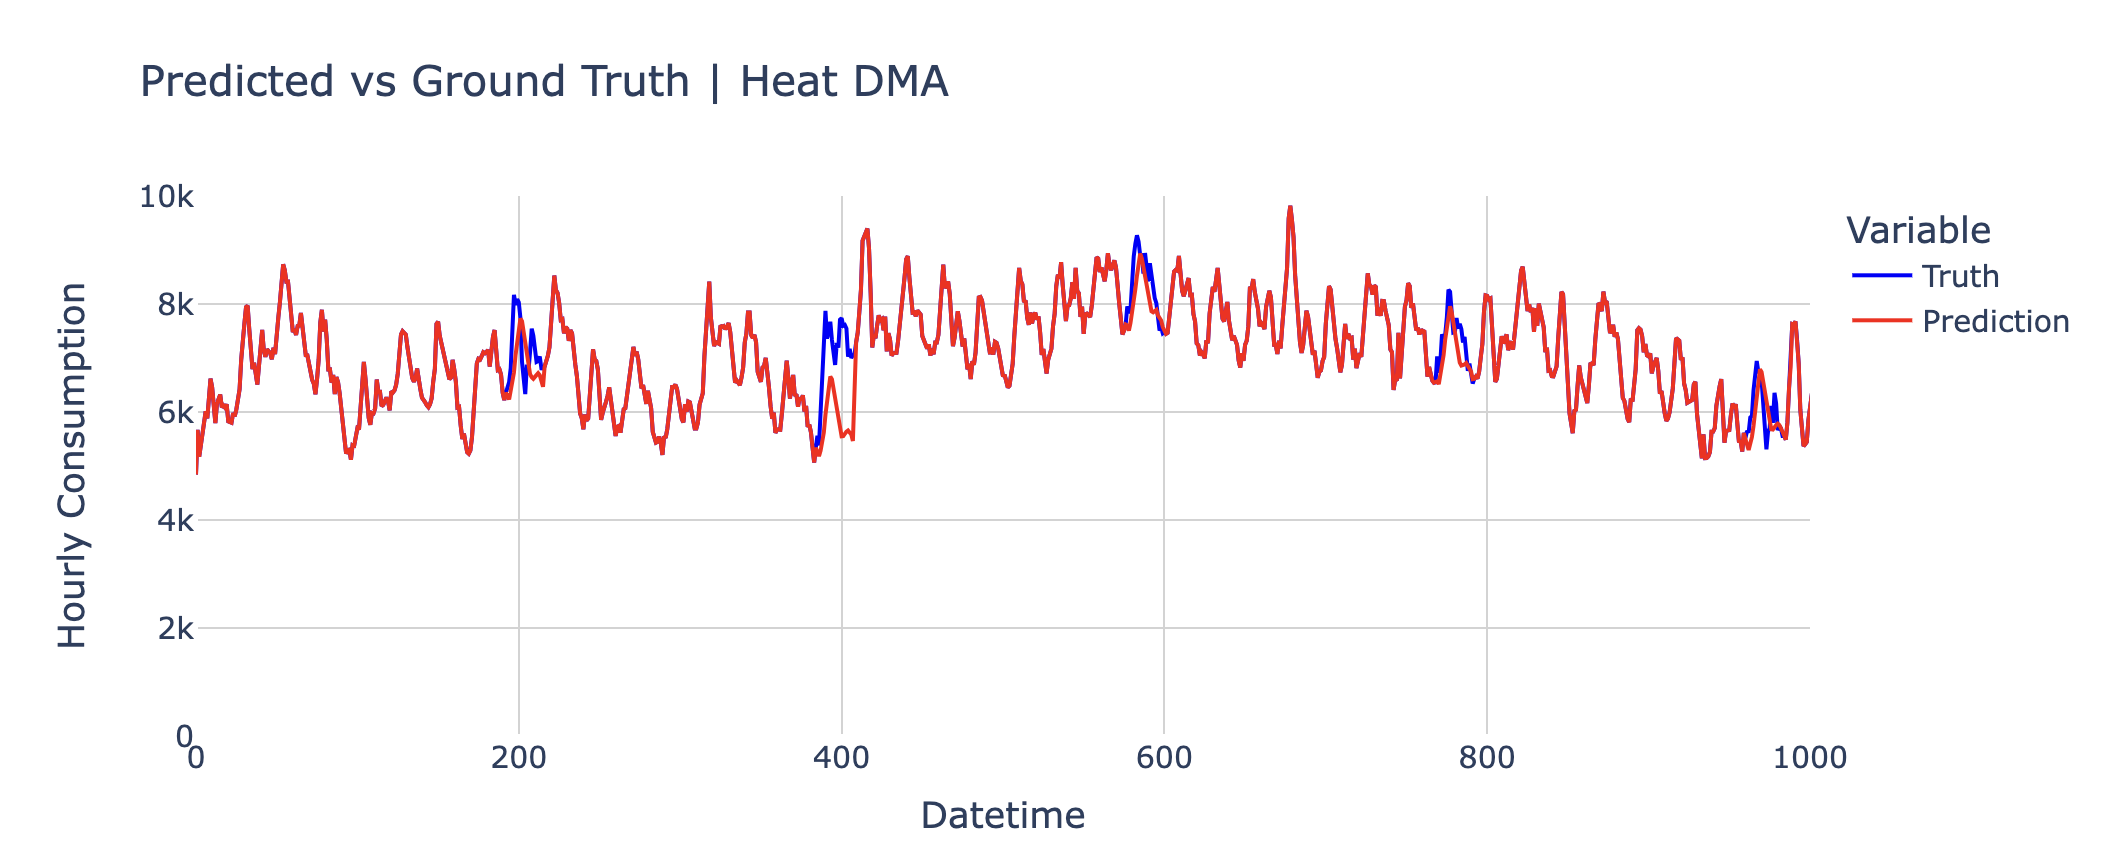 Predicted vs Ground Truth | Heat DMA
10k
8k
6k
4k
2k
0
Hourly Consumption
0 200 400 600 800 1000
Datetime
Variable
Truth
Prediction